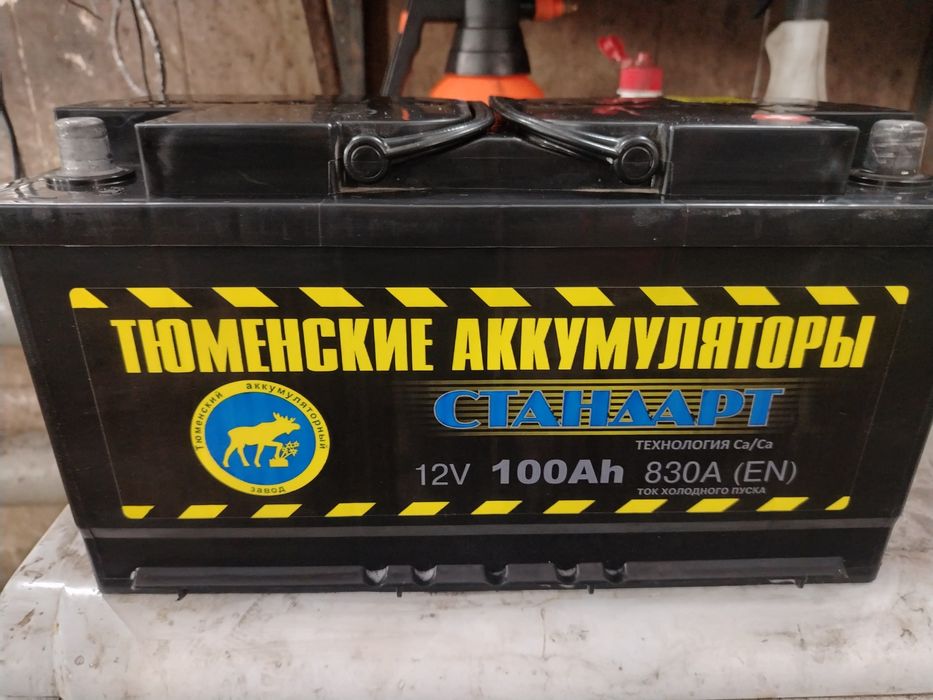 ТЮМЕНСКИЕ АККУМУЛЯТОРЫ
СТАНДАРТ
Тюменский аккумуляторный завод
ТЕХНОЛОГИЯ Ca/Ca
12V 100Ah 830A (EN)
ТОК ХОЛОДНОГО ПУСКА